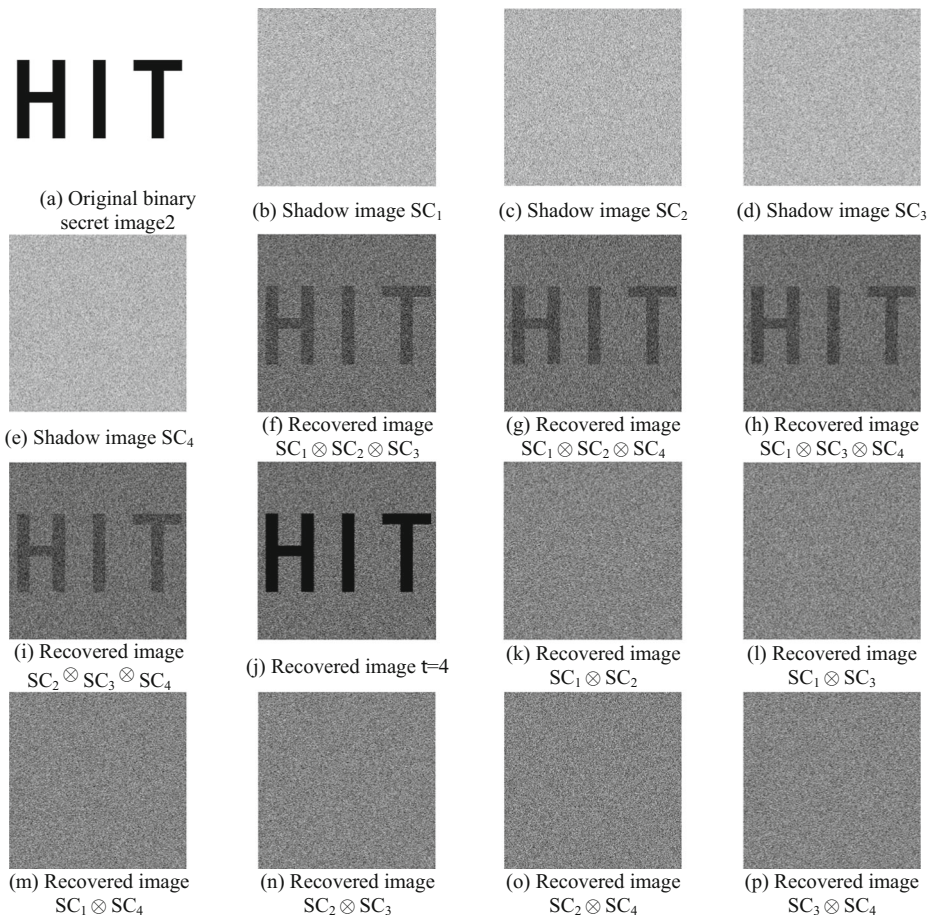 HIT
(a) Original binary
secret image2
(b) Shadow image SC₁
(c) Shadow image SC₂
(d) Shadow image SC₃
(e) Shadow image SC₄
HIT
(f) Recovered image
SC₁ ⊗ SC₂ ⊗ SC₃
HIT
(g) Recovered image
SC₁ ⊗ SC₂ ⊗ SC₄
HIT
(h) Recovered image
SC₁ ⊗ SC₃ ⊗ SC₄
HIT
(i) Recovered image
SC₂ ⊗ SC₃ ⊗ SC₄
HIT
(j) Recovered image t=4
(k) Recovered image
SC₁ ⊗ SC₂
(l) Recovered image
SC₁ ⊗ SC₃
(m) Recovered image
SC₁ ⊗ SC₄
(n) Recovered image
SC₂ ⊗ SC₃
(o) Recovered image
SC₂ ⊗ SC₄
(p) Recovered image
SC₃ ⊗ SC₄